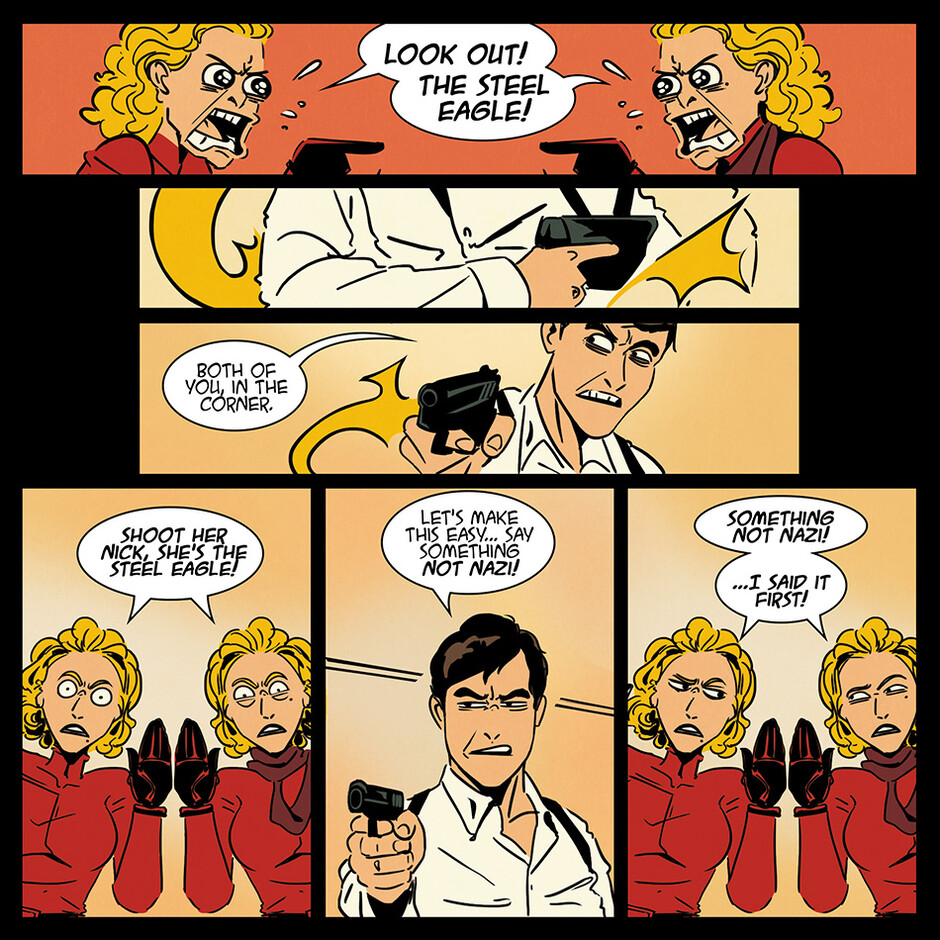 LOOK OUT!
THE STEEL
EAGLE!
BOTH OF
YOU, IN THE
CORNER.
SHOOT HER
NICK, SHE'S THE
STEEL EAGLE!
LET'S MAKE
THIS EASY... SAY
SOMETHING
NOT NAZI!
SOMETHING
NOT NAZI!
...I SAID IT
FIRST!